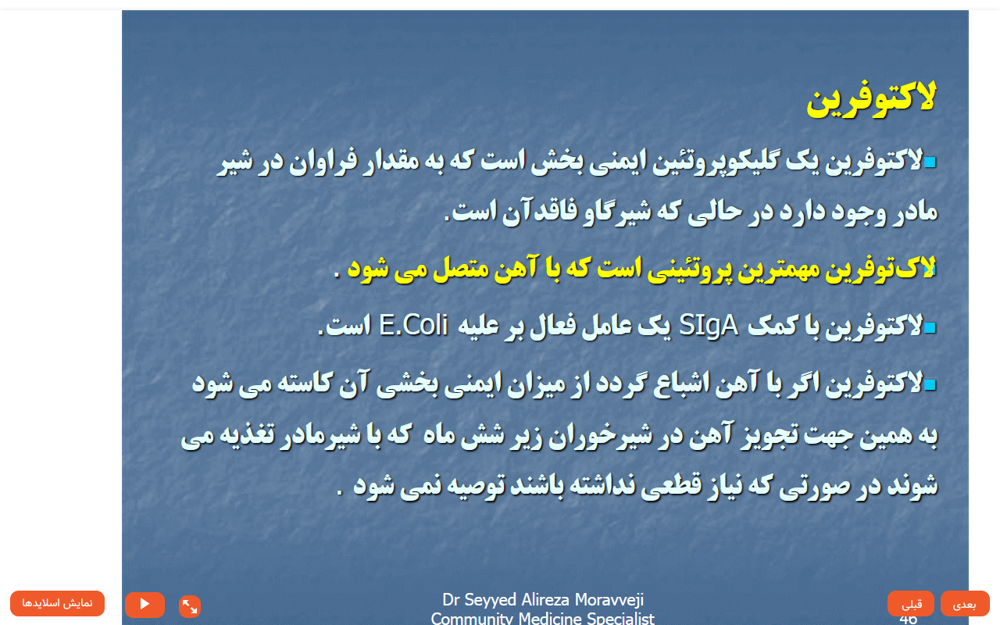 لاکتوفرین
لاکتوفرین یک گلیکوپروتئین ایمنی بخش است که به مقدار فراوان در شیر
مادر وجود دارد در حالی که شیرگاو فاقدآن است.
لاک‌توفرین مهمترین پروتئینی است که با آهن متصل می شود .
لاکتوفرین با کمک SIgA یک عامل فعال بر علیه E.Coli است.
لاکتوفرین اگر با آهن اشباع گردد از میزان ایمنی بخشی آن کاسته می شود
به همین جهت تجویز آهن در شیرخوران زیر شش ماه که با شیرمادر تغذیه می
شوند در صورتی که نیاز قطعی نداشته باشند توصیه نمی شود .
Dr Seyyed Alireza Moravveji
Community Medicine Specialist
46
بعدی
قبلی
نمایش اسلایدها